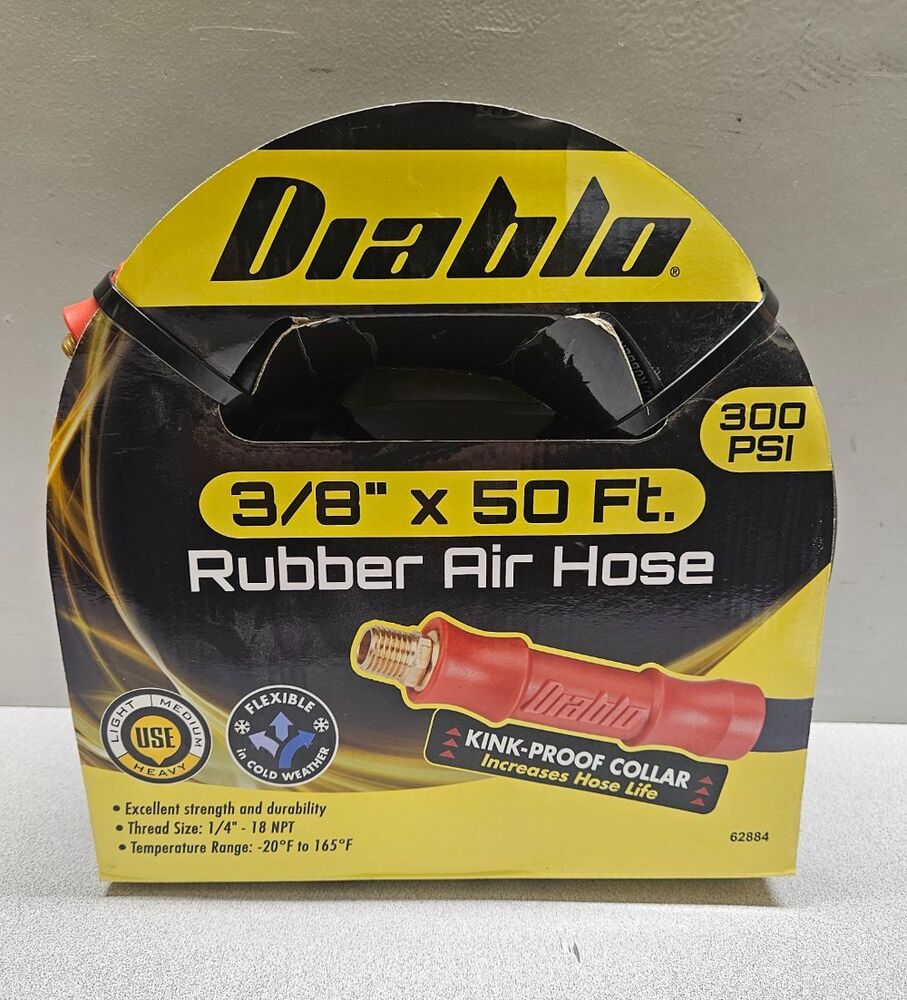 Diablo®
300
PSI
3/8" x 50 Ft.
Rubber Air Hose
Diablo
KINK-PROOF COLLAR
Increases Hose Life
LIGHT MEDIUM
USE
HEAVY
FLEXIBLE
in COLD WEATHER
• Excellent strength and durability
• Thread Size: 1/4" - 18 NPT
• Temperature Range: -20°F to 165°F
62884